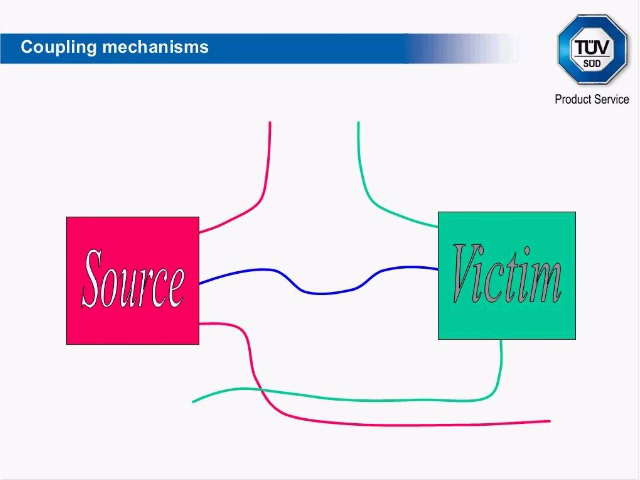 Coupling mechanisms
TÜV
SÜD
Product Service
Source
Victim